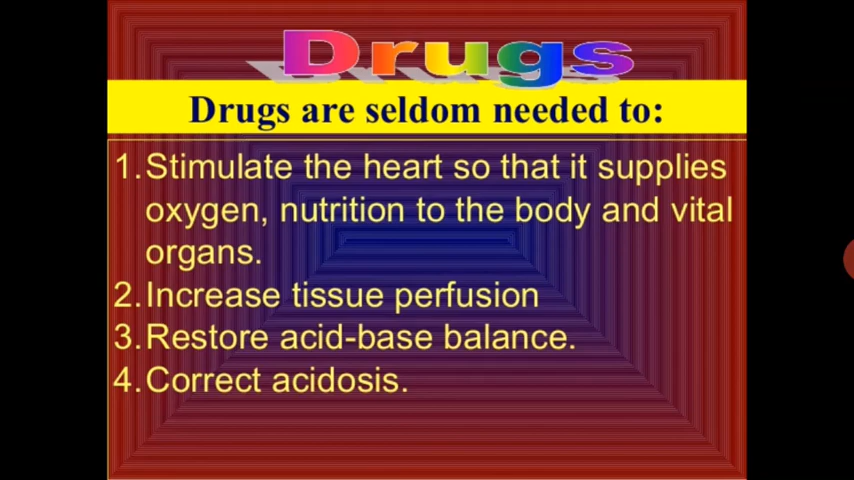 Drugs
Drugs are seldom needed to:
1.Stimulate the heart so that it supplies
oxygen, nutrition to the body and vital
organs.
2.Increase tissue perfusion
3.Restore acid-base balance.
4.Correct acidosis.